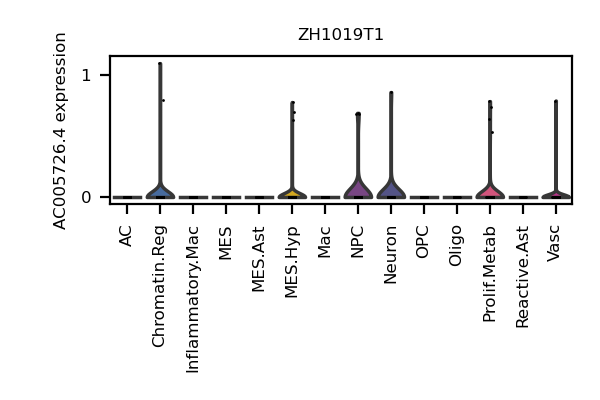 ZH1019T1
AC005726.4 expression
1
0
AC
Chromatin.Reg
Inflammatory.Mac
MES
MES.Ast
MES.Hyp
Mac
NPC
Neuron
OPC
Oligo
Prolif.Metab
Reactive.Ast
Vasc